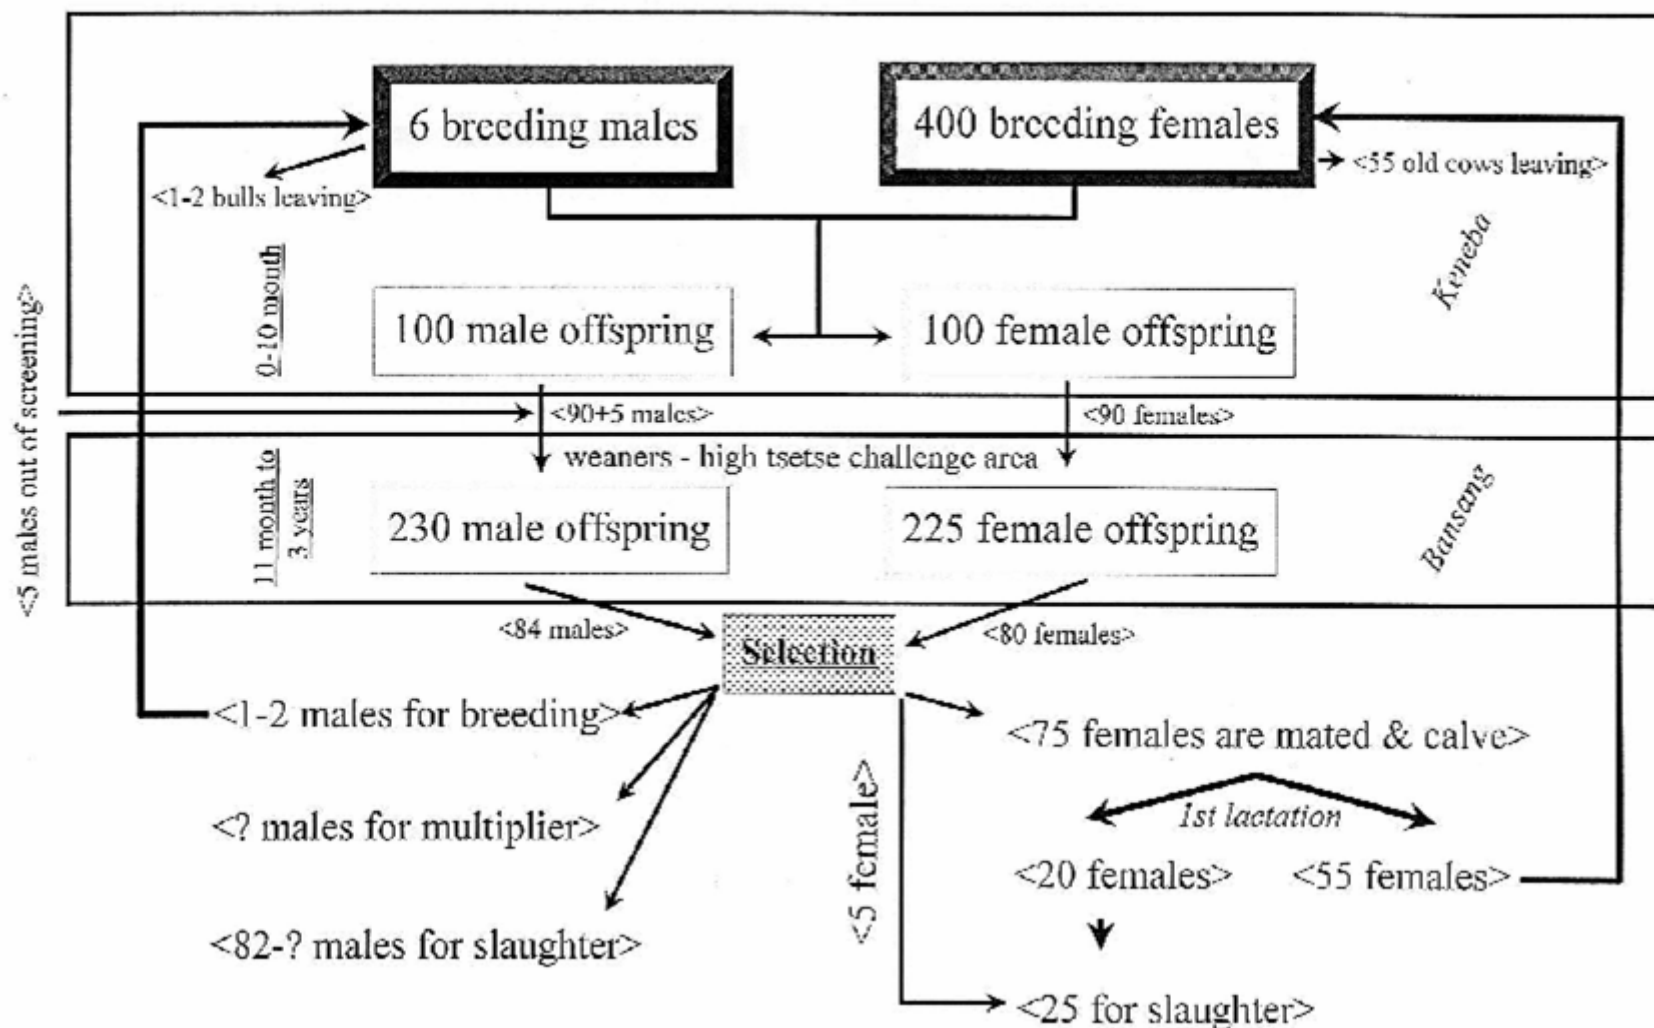 6 breeding males
400 breeding females
<1-2 bulls leaving>
<55 old cows leaving>
Keneba
0-10 month
100 male offspring
100 female offspring
<5 males out of screening>
<90+5 males>
<90 females>
weaners - high tsetse challenge area
11 month to
3 years
230 male offspring
225 female offspring
Bansang
<84 males>
<80 females>
Selection
<1-2 males for breeding>
<75 females are mated & calve>
<5 female>
1st lactation
<? males for multiplier>
<20 females>
<55 females>
<82-? males for slaughter>
<25 for slaughter>